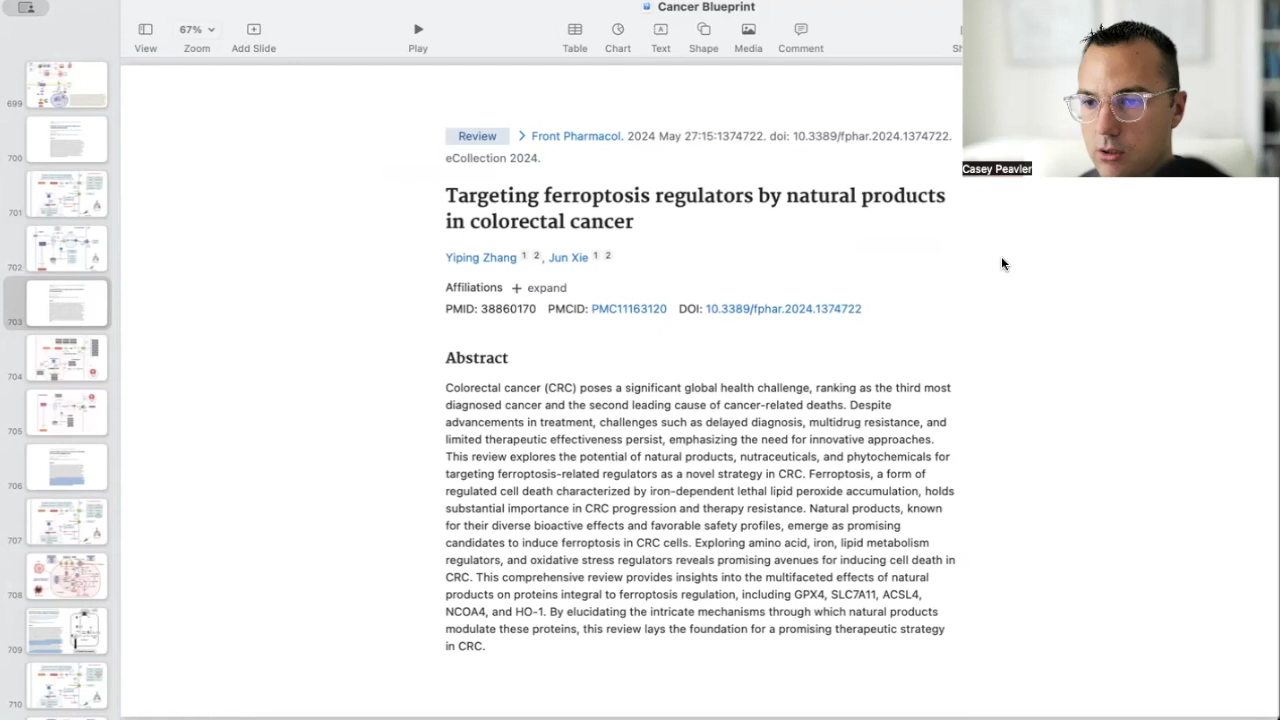 Cancer Blueprint
67%
View
Zoom
Add Slide
Play
Table
Chart
Text
Shape
Media
Comment
Sh
Casey Peavler
699
700
701
702
703
704
705
706
707
708
709
710
Review > Front Pharmacol. 2024 May 27:15:1374722. doi: 10.3389/fphar.2024.1374722.
eCollection 2024.
Targeting ferroptosis regulators by natural products
in colorectal cancer
Yiping Zhang 1 2, Jun Xie 1 2
Affiliations + expand
PMID: 38860170 PMCID: PMC11163120 DOI: 10.3389/fphar.2024.1374722
Abstract
Colorectal cancer (CRC) poses a significant global health challenge, ranking as the third most
diagnosed cancer and the second leading cause of cancer-related deaths. Despite
advancements in treatment, challenges such as delayed diagnosis, multidrug resistance, and
limited therapeutic effectiveness persist, emphasizing the need for innovative approaches.
This review explores the potential of natural products, nutraceuticals, and phytochemicals for
targeting ferroptosis-related regulators as a novel strategy in CRC. Ferroptosis, a form of
regulated cell death characterized by iron-dependent lethal lipid peroxide accumulation, holds
substantial importance in CRC progression and therapy resistance. Natural products, known
for their diverse bioactive effects and favorable safety profiles, emerge as promising
candidates to induce ferroptosis in CRC cells. Exploring amino acid, iron, lipid metabolism
regulators, and oxidative stress regulators reveals promising avenues for inducing cell death in
CRC. This comprehensive review provides insights into the multifaceted effects of natural
products on proteins integral to ferroptosis regulation, including GPX4, SLC7A11, ACSL4,
NCOA4, and HO-1. By elucidating the intricate mechanisms through which natural products
modulate these proteins, this review lays the foundation for a promising therapeutic strategy
in CRC.